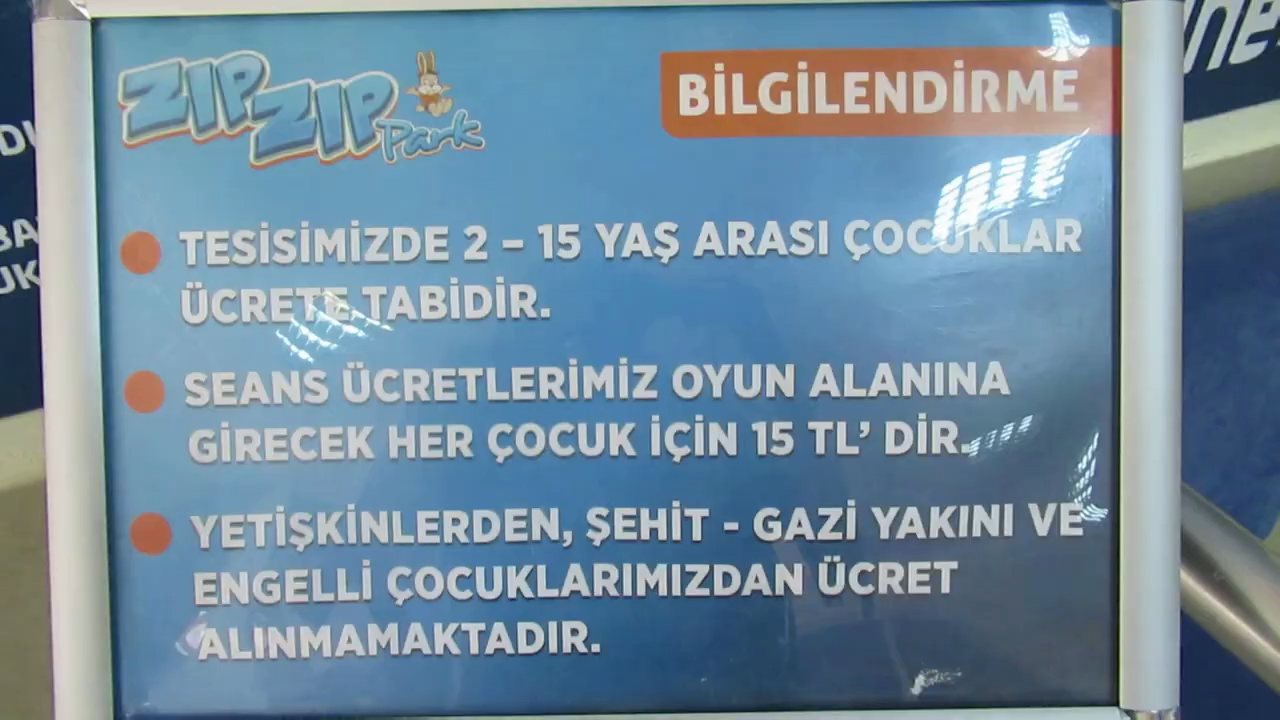 ZIPZIP Park
BİLGİLENDİRME
TESİSİMİZDE 2 – 15 YAŞ ARASI ÇOCUKLAR
ÜCRETE TABİDİR.
SEANS ÜCRETLERİMİZ OYUN ALANINA
GİRECEK HER ÇOCUK İÇİN 15 TL’ DİR.
YETİŞKİNLERDEN, ŞEHİT - GAZİ YAKINI VE
ENGELLİ ÇOCUKLARIMIZDAN ÜCRET
ALINMAMAKTADIR.